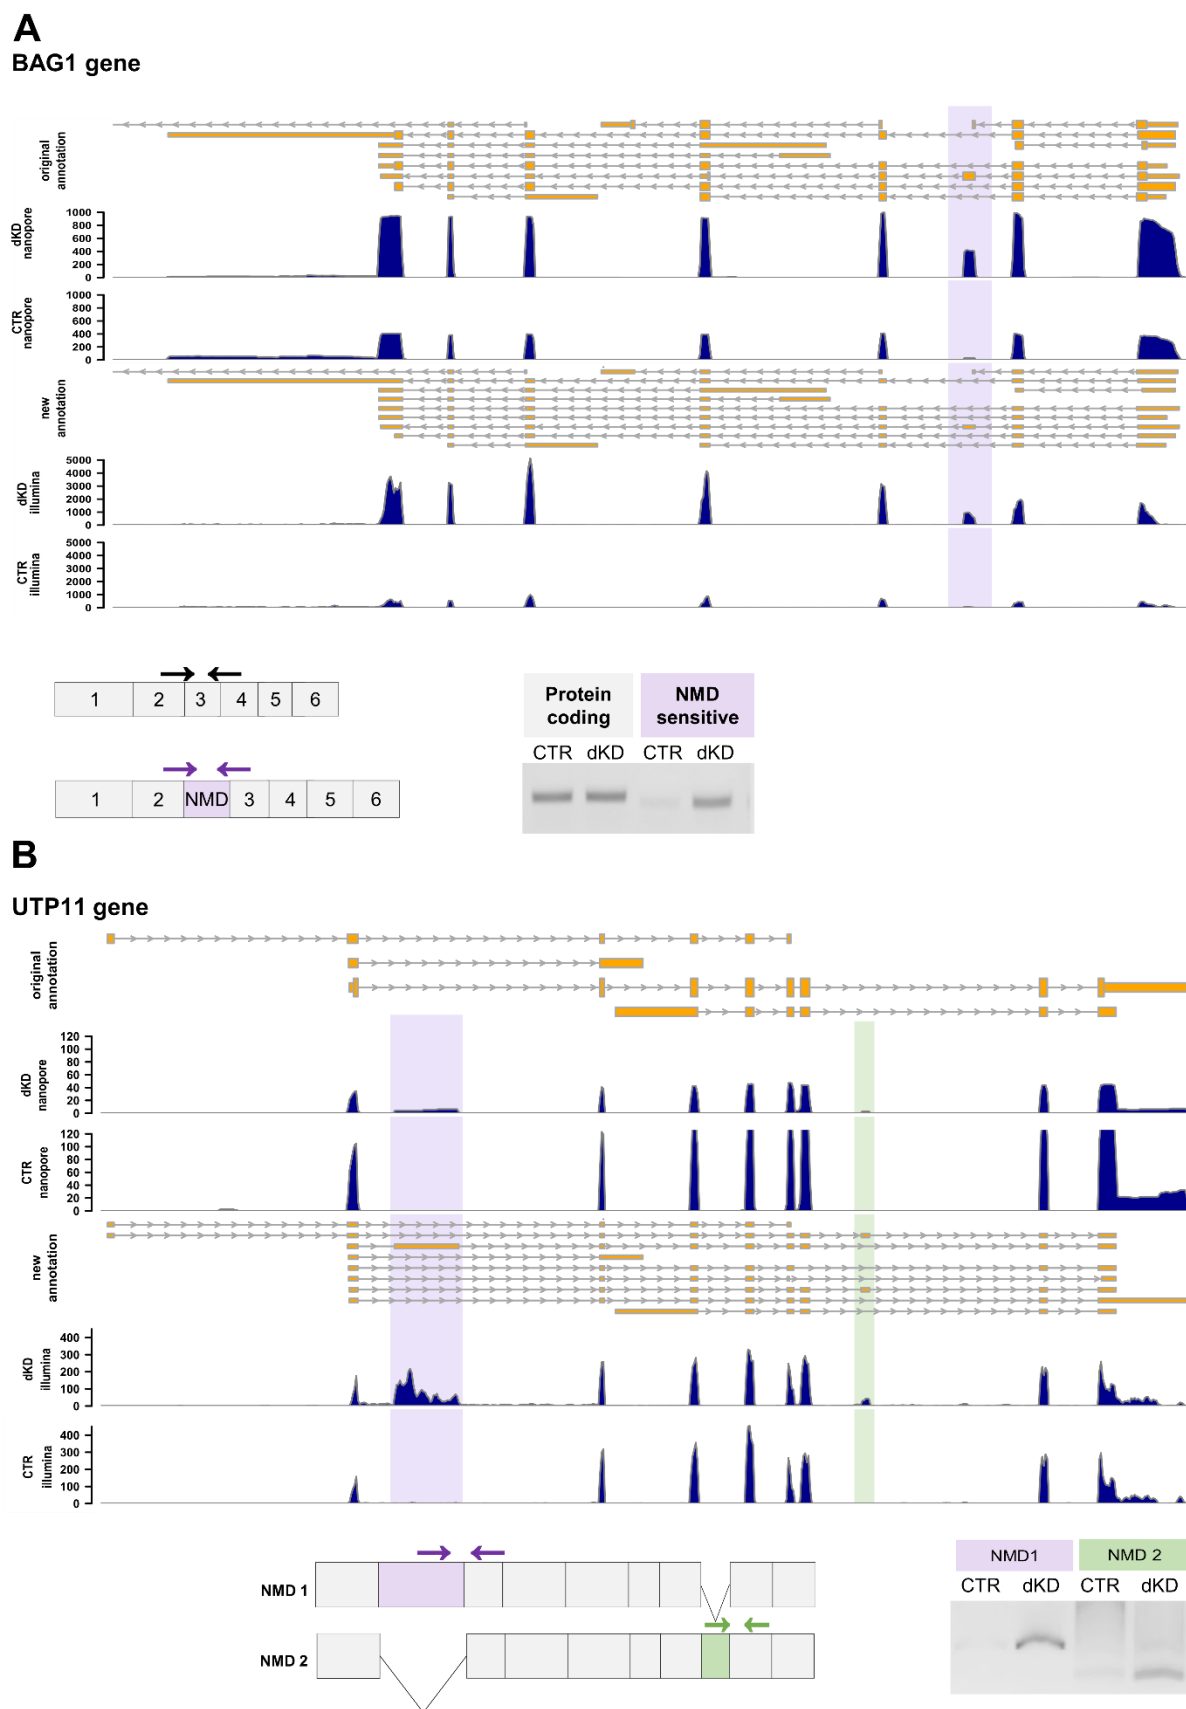 A
BAG1 gene
original
annotation
dKD
nanopore
1000
800
600
400
200
0
CTR
nanopore
1000
800
600
400
200
0
new
annotation
dKD
illumina
5000
4000
3000
2000
1000
0
CTR
illumina
5000
4000
3000
2000
1000
0
1 2 3 4 5 6
1 2 NMD 3 4 5 6
Protein
coding
NMD
sensitive
CTR dKD CTR dKD
B
UTP11 gene
original
annotation
dKD
nanopore
120
100
80
60
40
20
0
CTR
nanopore
120
100
80
60
40
20
0
new
annotation
dKD
illumina
400
300
200
100
0
CTR
illumina
400
300
200
100
0
NMD 1
NMD 2
NMD1 NMD 2
CTR dKD CTR dKD